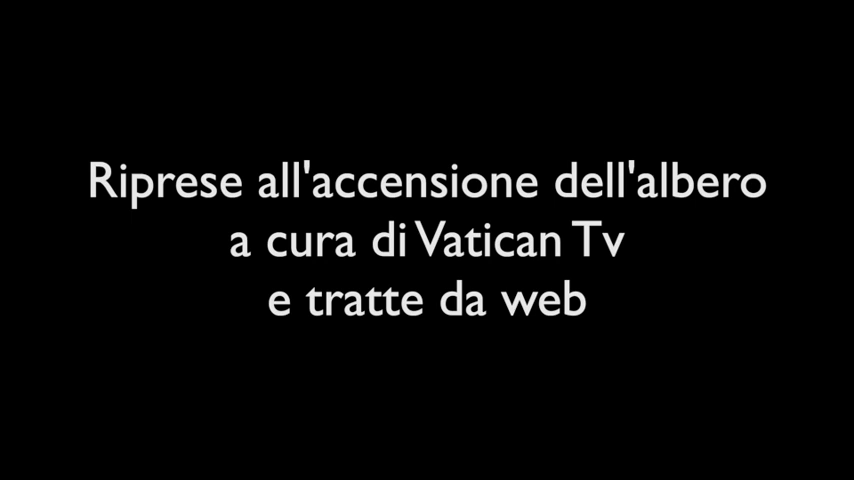 Riprese all'accensione dell'albero
a cura di Vatican Tv
e tratte da web